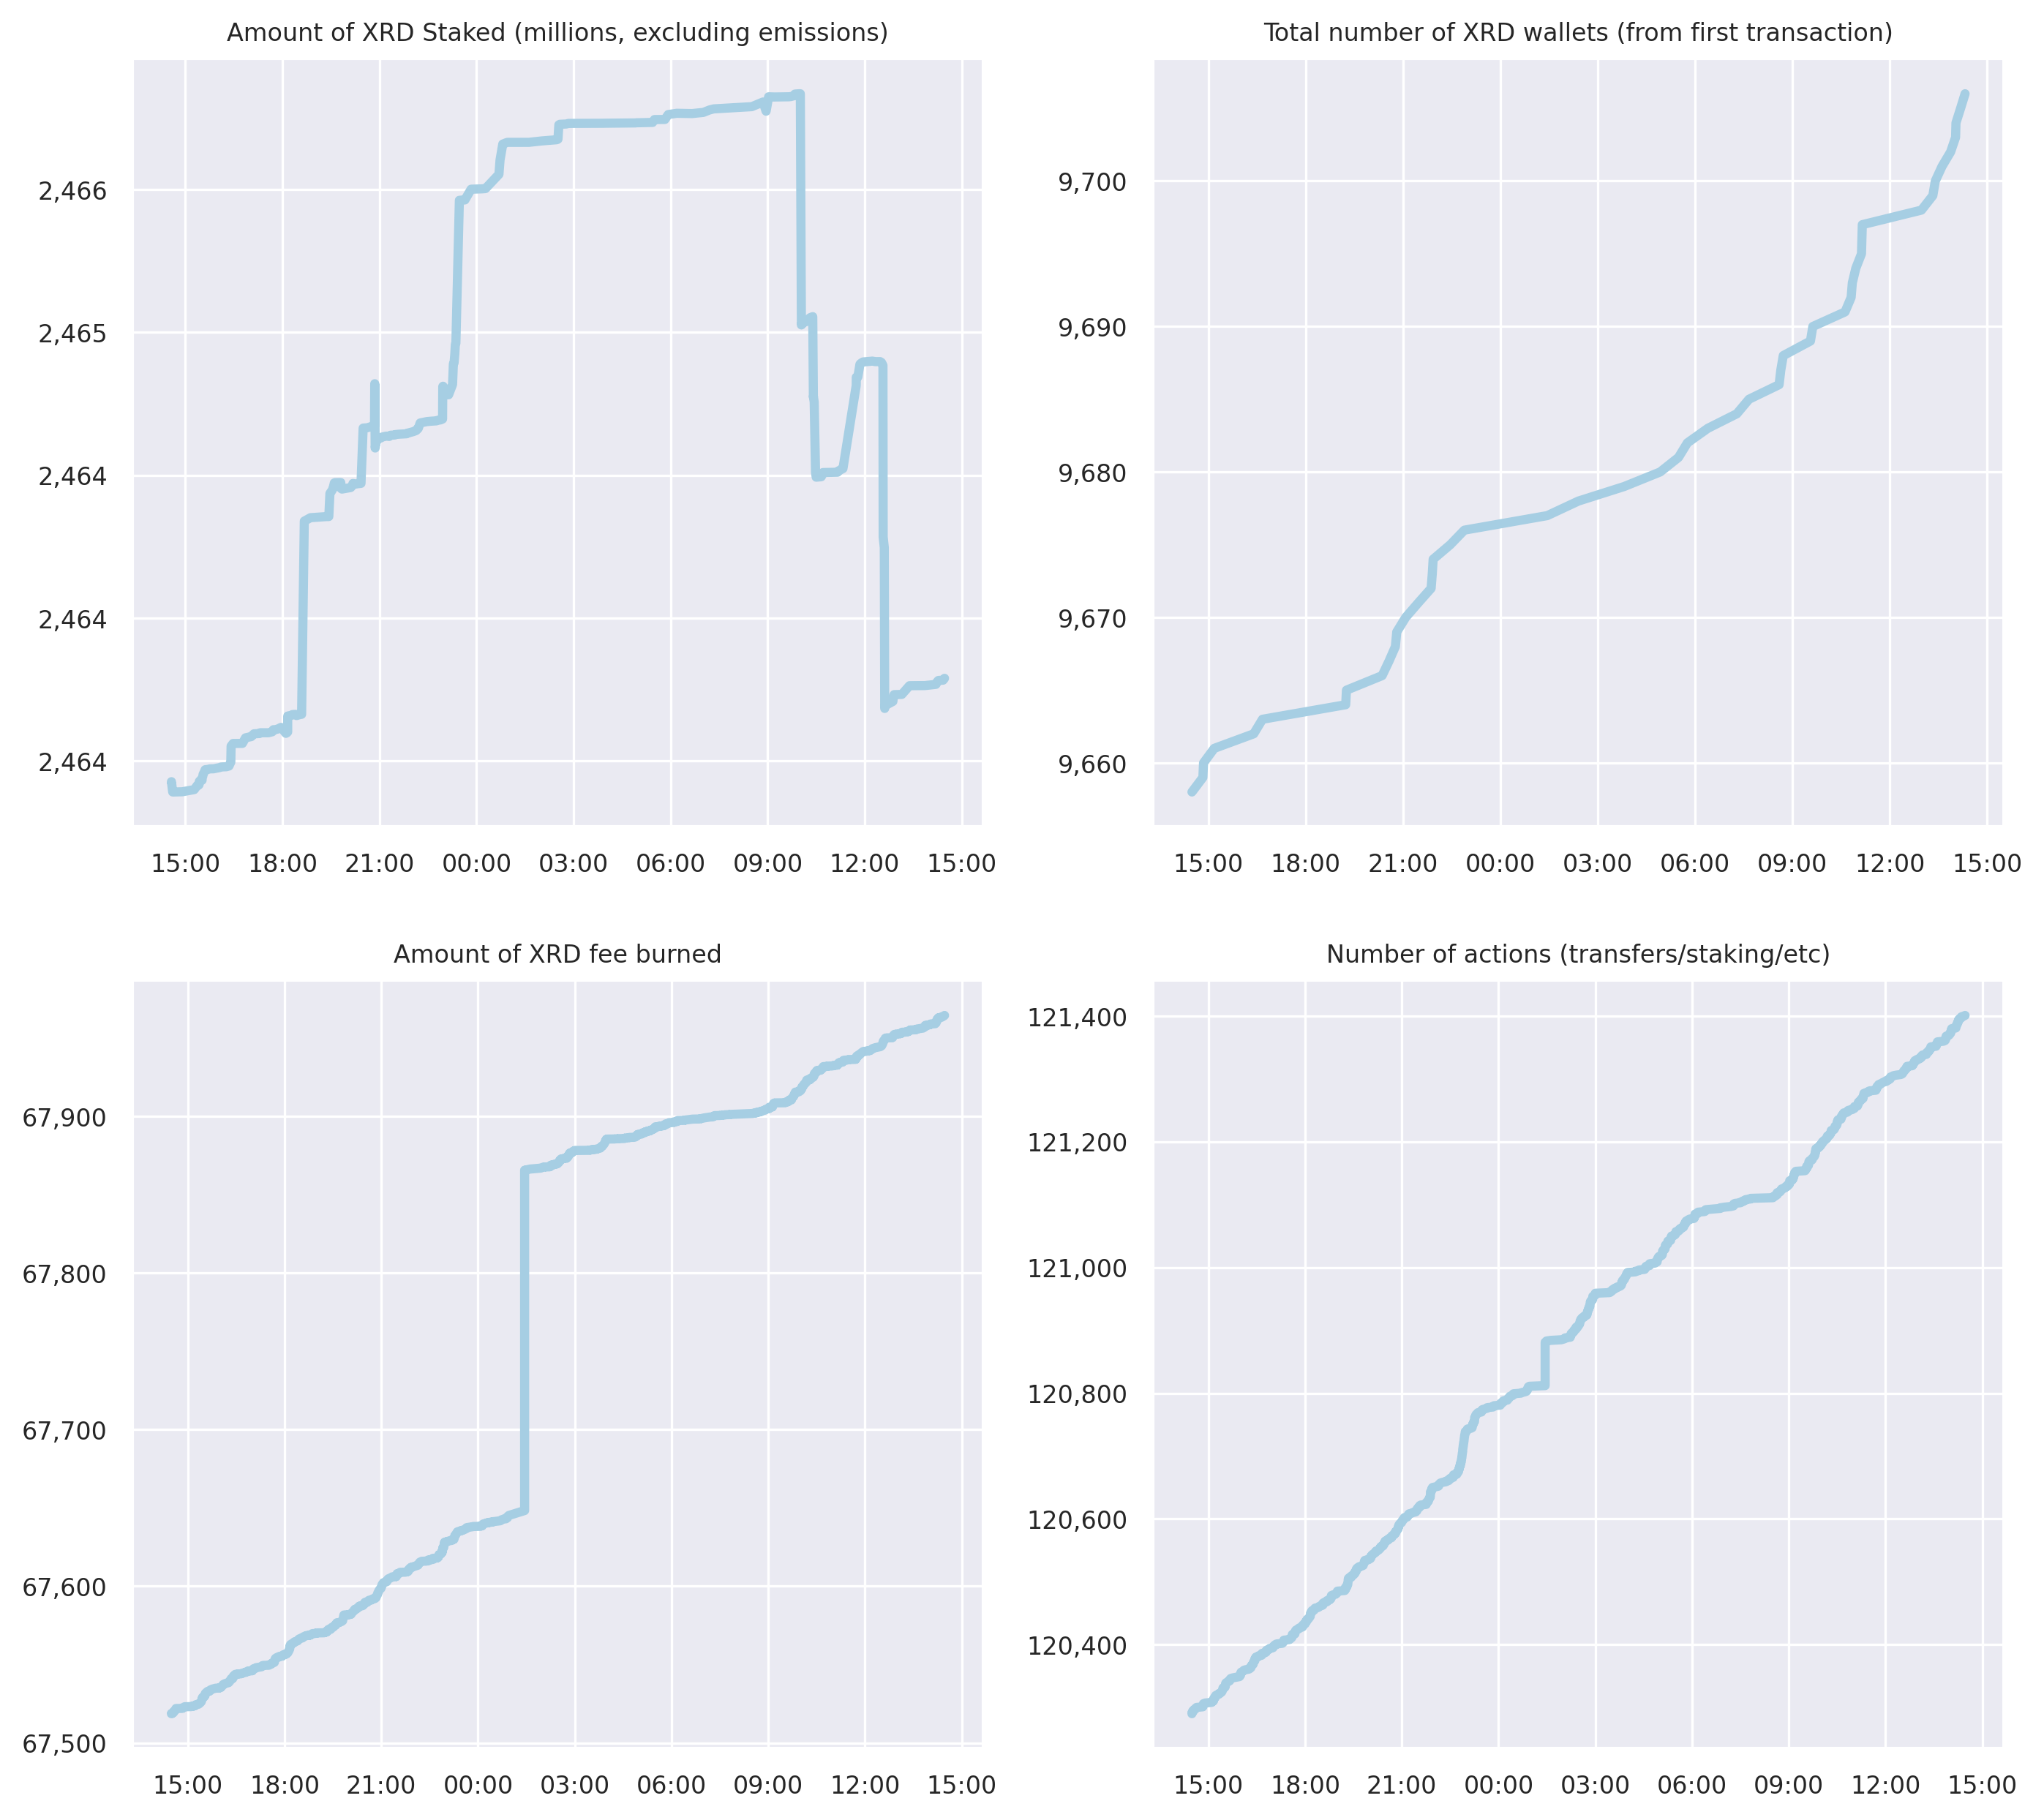 Amount of XRD Staked (millions, excluding emissions)
2,466
2,465
2,464
2,464
2,464
15:00 18:00 21:00 00:00 03:00 06:00 09:00 12:00 15:00
Total number of XRD wallets (from first transaction)
9,700
9,690
9,680
9,670
9,660
15:00 18:00 21:00 00:00 03:00 06:00 09:00 12:00 15:00
Amount of XRD fee burned
67,900
67,800
67,700
67,600
67,500
15:00 18:00 21:00 00:00 03:00 06:00 09:00 12:00 15:00
Number of actions (transfers/staking/etc)
121,400
121,200
121,000
120,800
120,600
120,400
15:00 18:00 21:00 00:00 03:00 06:00 09:00 12:00 15:00